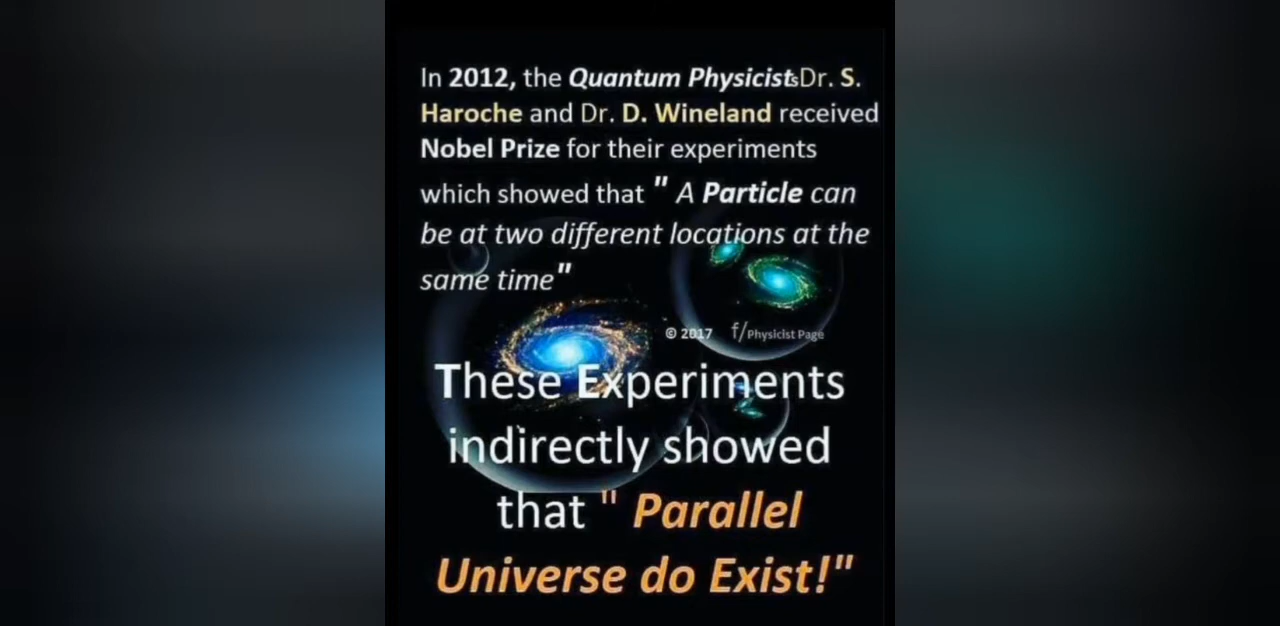 In 2012, the Quantum PhysicistsDr. S.
Haroche and Dr. D. Wineland received
Nobel Prize for their experiments
which showed that " A Particle can
be at two different locations at the
same time"
© 2017 f/Physicist Page
These Experiments
indirectly showed
that " Parallel
Universe do Exist!"